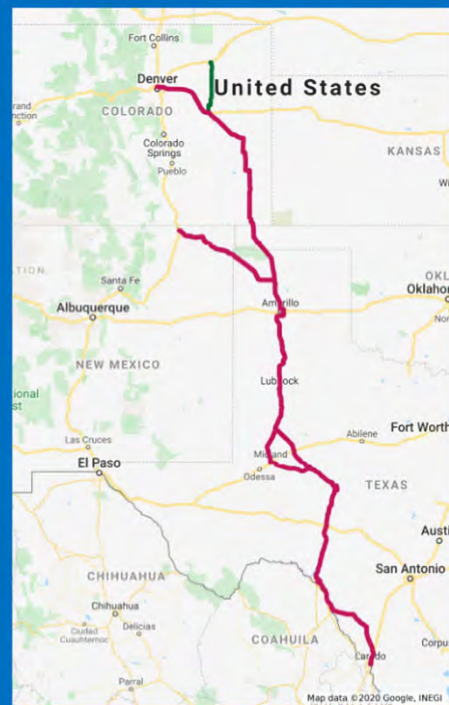 Fort Collins
Denver
United States
COLORADO
Colorado
Springs
Pueblo
KANSAS
Santa Fe
Albuquerque
Amarillo
NEW MEXICO
Lubbock
Fort Worth
Abilene
Las Cruces
Midland
Odessa
El Paso
TEXAS
San Antonio
CHIHUAHUA
Chihuahua
Ciudad
Cuauhtemoc
Delicias
COAHUILA
Parral
Map data ©2020 Google, INEGI